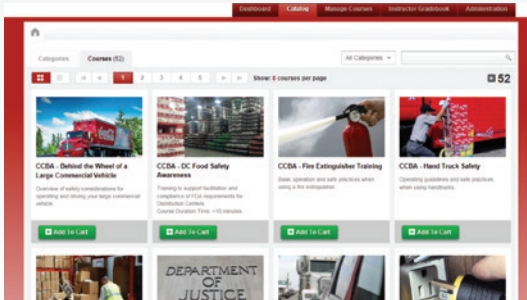 Dashboard Catalog Manage Courses Instructor Gradebook Administration
Categories Courses (52) All Categories
1 2 3 4 5 Show: 8 courses per page 52
Coca-Cola
CCBA - Behind the Wheel of a
Large Commercial Vehicle
Overview of safety considerations for
operating and driving your large commercial
vehicle.
Add To Cart
CCBA - DC Food Safety
Awareness
Training to support facilitation and
compliance of FDA requirements for
Distribution Centers.
Course Duration Time: ~10 minutes
Add To Cart
CCBA - Fire Extinguisher Training
Basic operation and safe practices when
using a fire extinguisher.
Add To Cart
CCBA - Hand Truck Safety
Operating guidelines and safe practices
when using handtrucks.
Add To Cart
DEPARTMENT
OF
JUSTICE